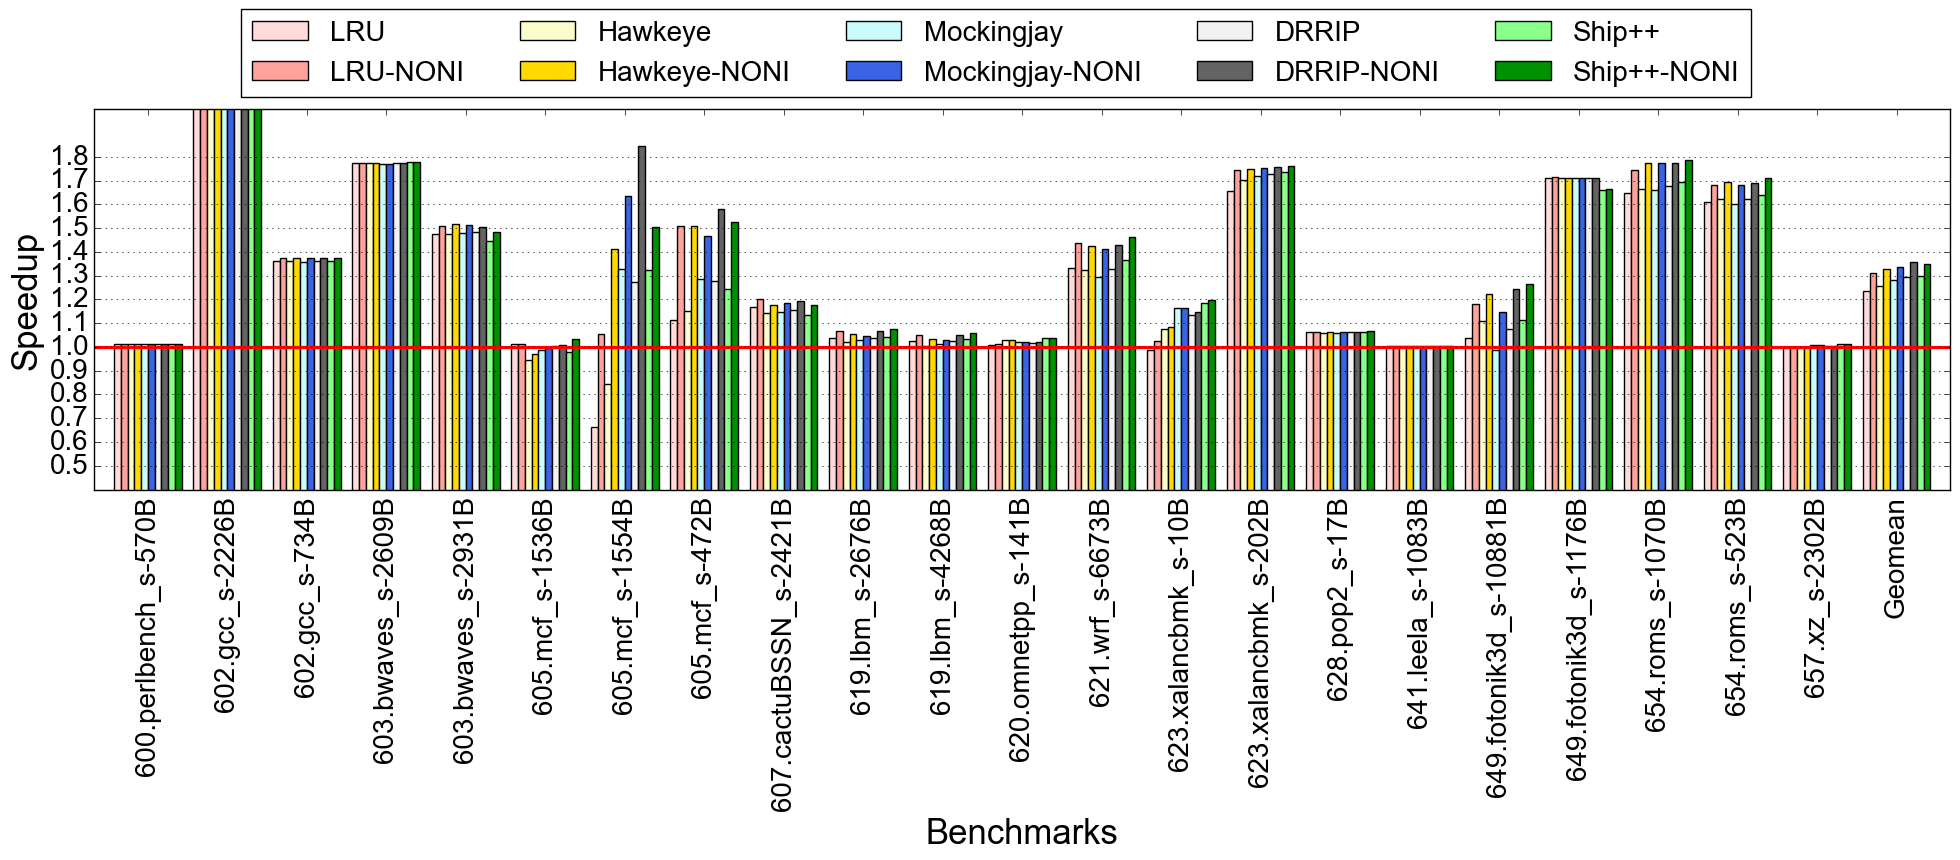 LRU Hawkeye Mockingjay DRRIP Ship++
LRU-NONI Hawkeye-NONI Mockingjay-NONI DRRIP-NONI Ship++-NONI
Speedup
1.8
1.7
1.6
1.5
1.4
1.3
1.2
1.1
1.0
0.9
0.8
0.7
0.6
0.5
600.perlbench_s-570B
602.gcc_s-2226B
602.gcc_s-734B
603.bwaves_s-2609B
603.bwaves_s-2931B
605.mcf_s-1536B
605.mcf_s-1554B
605.mcf_s-472B
607.cactuBSSN_s-2421B
619.lbm_s-2676B
619.lbm_s-4268B
620.omnetpp_s-141B
621.wrf_s-6673B
623.xalancbmk_s-10B
623.xalancbmk_s-202B
628.pop2_s-17B
641.leela_s-1083B
649.fotonik3d_s-10881B
649.fotonik3d_s-1176B
654.roms_s-1070B
654.roms_s-523B
657.xz_s-2302B
Geomean
Benchmarks